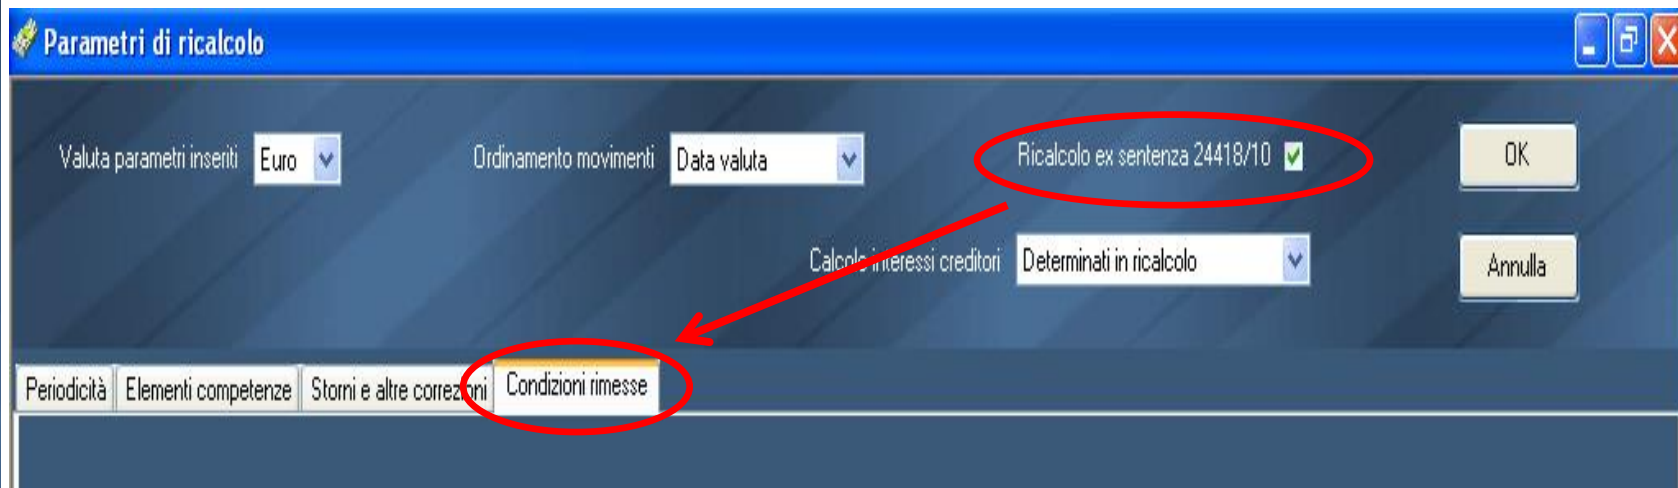 Parametri di ricalcolo
Valuta parametri inseriti Euro Ordinamento movimenti Data valuta Ricalcolo ex sentenza 24418/10 OK
Calcolo interessi creditori Determinati in ricalcolo Annulla
Periodicità Elementi competenze Storni e altre correzioni Condizioni rimesse